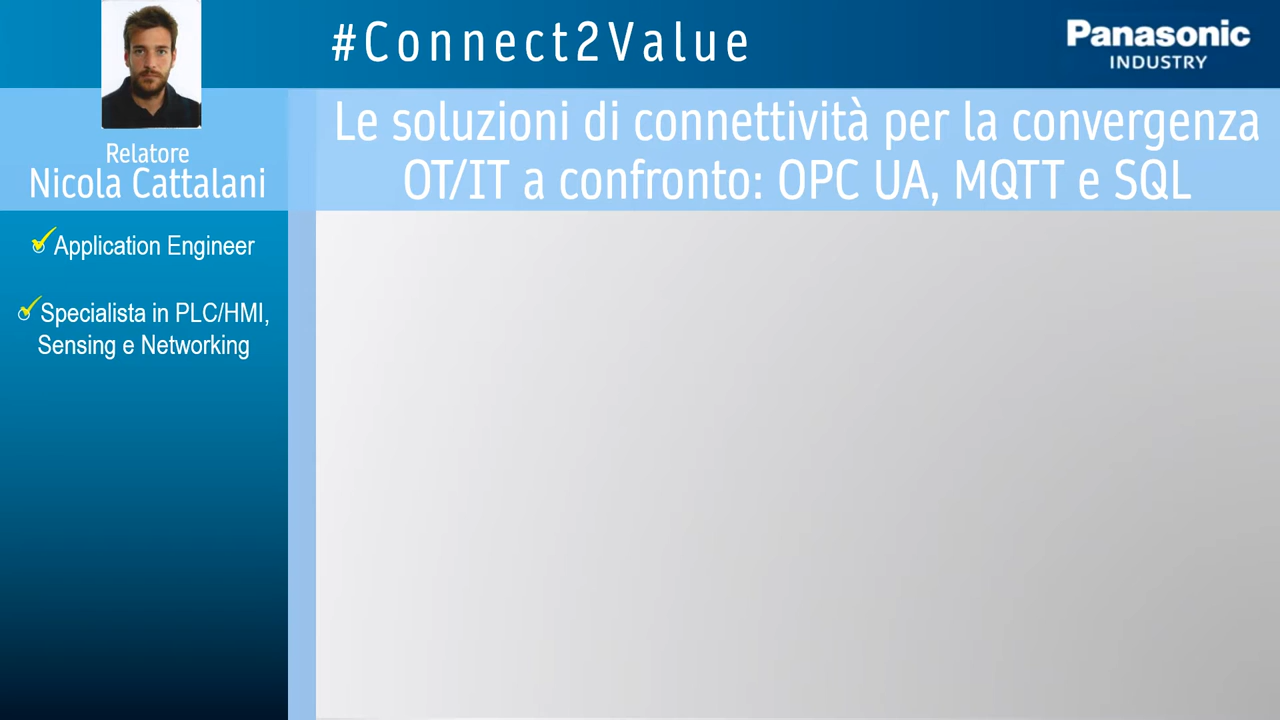 #Connect2Value
Panasonic
INDUSTRY
Le soluzioni di connettività per la convergenza
OT/IT a confronto: OPC UA, MQTT e SQL
Relatore
Nicola Cattalani
Application Engineer
Specialista in PLC/HMI,
Sensing e Networking